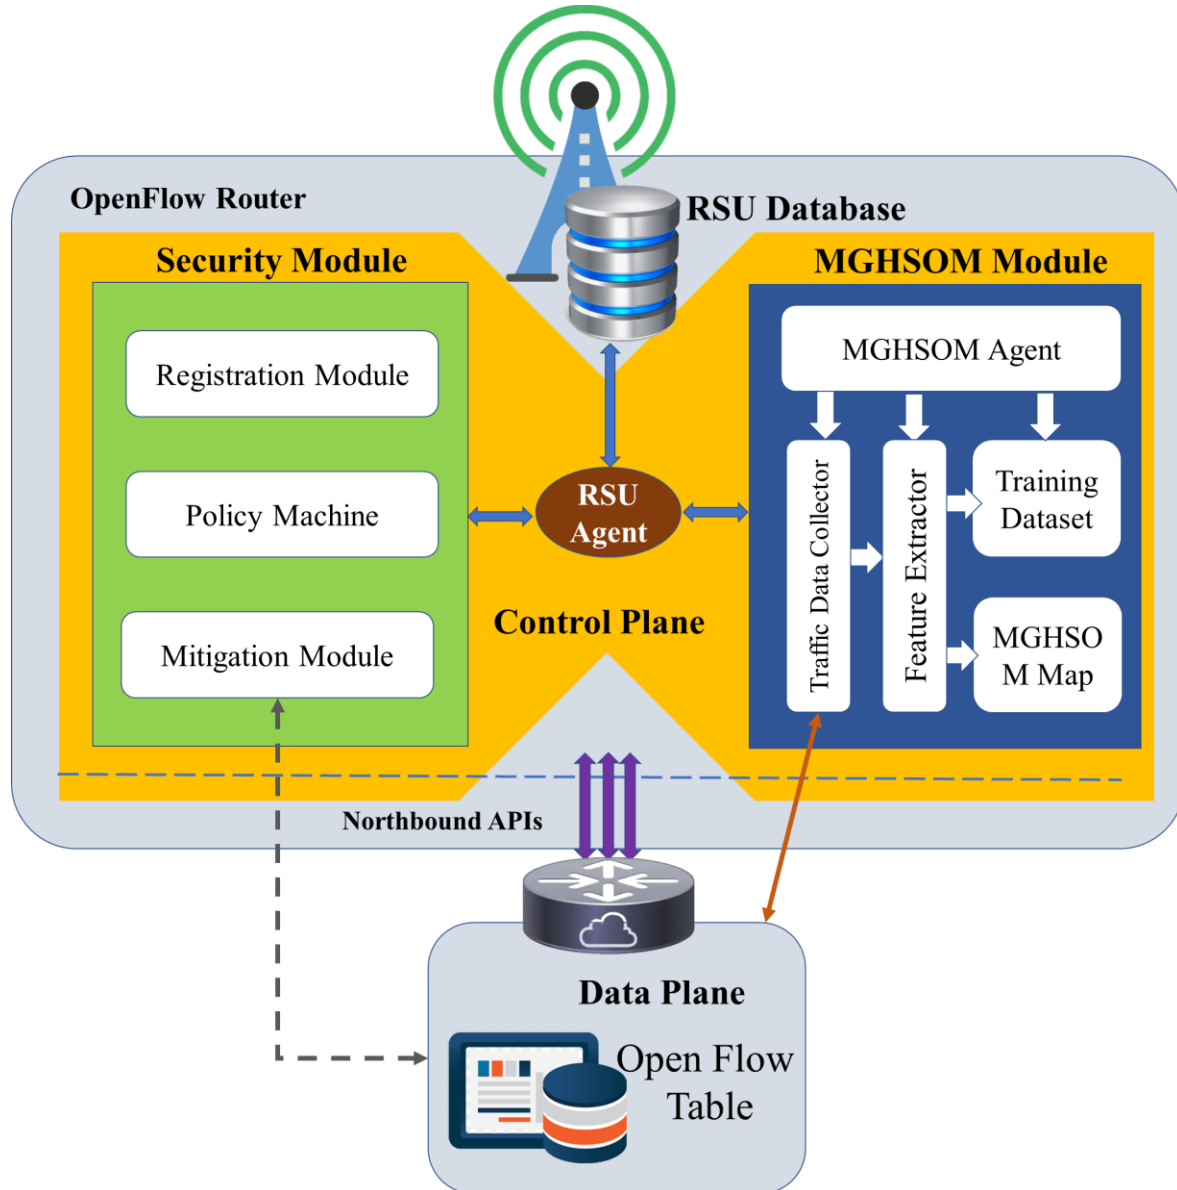 OpenFlow Router
RSU Database
Security Module
MGHSOM Module
Registration Module
Policy Machine
Mitigation Module
RSU
Agent
Control Plane
MGHSOM Agent
Traffic Data Collector
Feature Extractor
Training
Dataset
MGHSO
M Map
Northbound APIs
Data Plane
Open Flow
Table